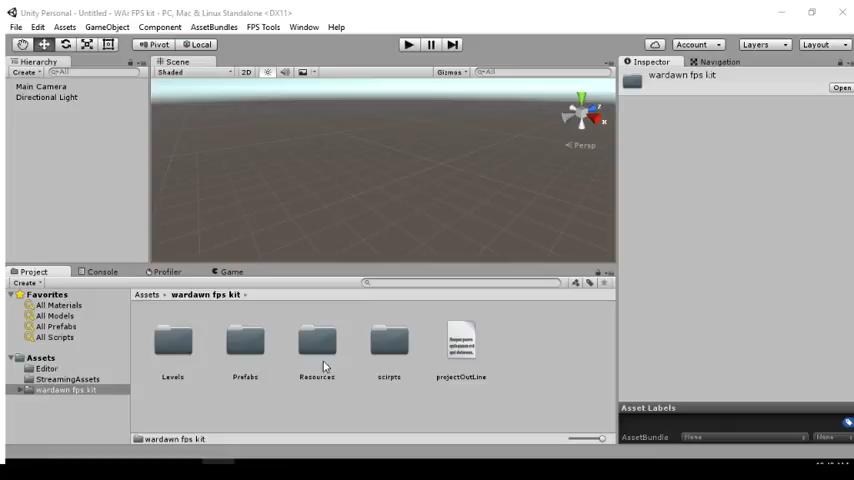 Unity Personal - Untitled - WAr FPS kit - PC, Mac & Linux Standalone <DX11>
File Edit Assets GameObject Component AssetBundles FPS Tools Window Help
Pivot Local Account Layers Layout
Hierarchy Scene Inspector Navigation
Create All Shaded 2D Gizmos All
wardawn fps kit
Open
Main Camera
Directional Light
Persp
z
x
Project Console Profiler Game
Create
Favorites
All Materials
All Models
All Prefabs
All Scripts
Assets
Editor
StreamingAssets
wardawn fps kit
Assets wardawn fps kit
Levels Prefabs Resources scirpts projectOutLine
wardawn fps kit
Asset Labels
AssetBundle None None